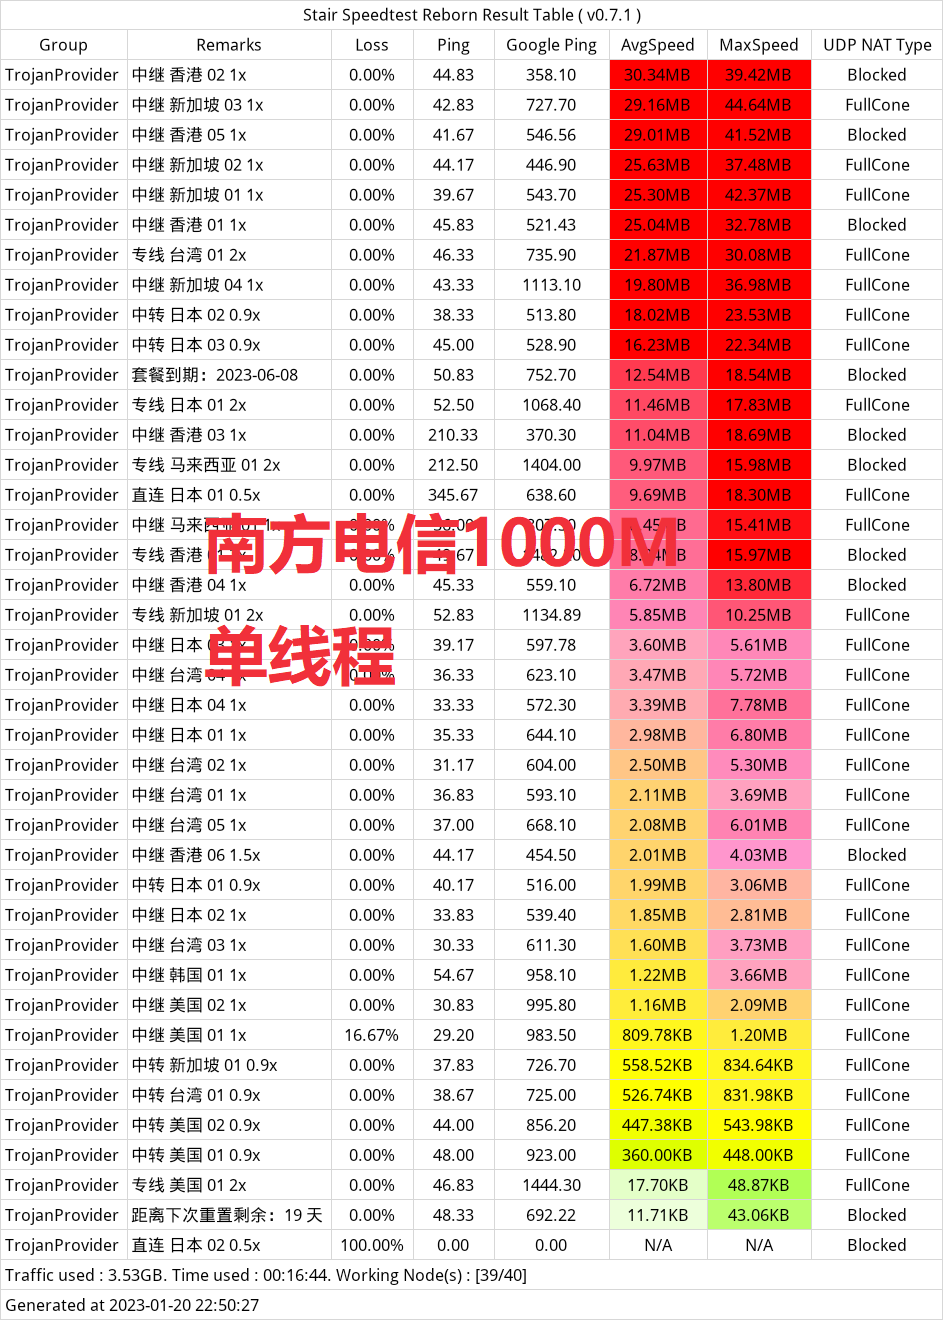 Stair Speedtest Reborn Result Table ( v0.7.1 )
Group Remarks Loss Ping Google Ping AvgSpeed MaxSpeed UDP NAT Type
TrojanProvider 中继 香港 02 1x 0.00% 44.83 358.10 30.34MB 39.42MB Blocked
TrojanProvider 中继 新加坡 03 1x 0.00% 42.83 727.70 29.16MB 44.64MB FullCone
TrojanProvider 中继 香港 05 1x 0.00% 41.67 546.56 29.01MB 41.52MB Blocked
TrojanProvider 中继 新加坡 02 1x 0.00% 44.17 446.90 25.63MB 37.48MB FullCone
TrojanProvider 中继 新加坡 01 1x 0.00% 39.67 543.70 25.30MB 42.37MB FullCone
TrojanProvider 中继 香港 01 1x 0.00% 45.83 521.43 25.04MB 32.78MB Blocked
TrojanProvider 专线 台湾 01 2x 0.00% 46.33 735.90 21.87MB 30.08MB FullCone
TrojanProvider 中继 新加坡 04 1x 0.00% 43.33 1113.10 19.80MB 36.98MB FullCone
TrojanProvider 中转 日本 02 0.9x 0.00% 38.33 513.80 18.02MB 23.53MB FullCone
TrojanProvider 中转 日本 03 0.9x 0.00% 45.00 528.90 16.23MB 22.34MB FullCone
TrojanProvider 套餐到期：2023-06-08 0.00% 50.83 752.70 12.54MB 18.54MB Blocked
TrojanProvider 专线 日本 01 2x 0.00% 52.50 1068.40 11.46MB 17.83MB FullCone
TrojanProvider 中继 香港 03 1x 0.00% 210.33 370.30 11.04MB 18.69MB Blocked
TrojanProvider 专线 马来西亚 01 2x 0.00% 212.50 1404.00 9.97MB 15.98MB Blocked
TrojanProvider 直连 日本 01 0.5x 0.00% 345.67 638.60 9.69MB 18.30MB FullCone
TrojanProvider 中继 马来西亚 01 0.00% 15.41MB FullCone
南方电信1000M
TrojanProvider 专线 香港 0.00% 15.97MB Blocked
TrojanProvider 中继 香港 04 1x 0.00% 45.33 559.10 6.72MB 13.80MB Blocked
TrojanProvider 专线 新加坡 01 2x 0.00% 52.83 1134.89 5.85MB 10.25MB FullCone
TrojanProvider 中继 日本 03 0.00% 39.17 597.78 3.60MB 5.61MB FullCone
单线程
TrojanProvider 中继 台湾 04 0.00% 36.33 623.10 3.47MB 5.72MB FullCone
TrojanProvider 中继 日本 04 1x 0.00% 33.33 572.30 3.39MB 7.78MB FullCone
TrojanProvider 中继 日本 01 1x 0.00% 35.33 644.10 2.98MB 6.80MB FullCone
TrojanProvider 中继 台湾 02 1x 0.00% 31.17 604.00 2.50MB 5.30MB FullCone
TrojanProvider 中继 台湾 01 1x 0.00% 36.83 593.10 2.11MB 3.69MB FullCone
TrojanProvider 中继 台湾 05 1x 0.00% 37.00 668.10 2.08MB 6.01MB FullCone
TrojanProvider 中继 香港 06 1.5x 0.00% 44.17 454.50 2.01MB 4.03MB Blocked
TrojanProvider 中转 日本 01 0.9x 0.00% 40.17 516.00 1.99MB 3.06MB FullCone
TrojanProvider 中继 日本 02 1x 0.00% 33.83 539.40 1.85MB 2.81MB FullCone
TrojanProvider 中继 台湾 03 1x 0.00% 30.33 611.30 1.60MB 3.73MB FullCone
TrojanProvider 中继 韩国 01 1x 0.00% 54.67 958.10 1.22MB 3.66MB FullCone
TrojanProvider 中继 美国 02 1x 0.00% 30.83 995.80 1.16MB 2.09MB FullCone
TrojanProvider 中继 美国 01 1x 16.67% 29.20 983.50 809.78KB 1.20MB FullCone
TrojanProvider 中转 新加坡 01 0.9x 0.00% 37.83 726.70 558.52KB 834.64KB FullCone
TrojanProvider 中转 台湾 01 0.9x 0.00% 38.67 725.00 526.74KB 831.98KB FullCone
TrojanProvider 中转 美国 02 0.9x 0.00% 44.00 856.20 447.38KB 543.98KB FullCone
TrojanProvider 中转 美国 01 0.9x 0.00% 48.00 923.00 360.00KB 448.00KB FullCone
TrojanProvider 专线 美国 01 2x 0.00% 46.83 1444.30 17.70KB 48.87KB FullCone
TrojanProvider 距离下次重置剩余：19 天 0.00% 48.33 692.22 11.71KB 43.06KB Blocked
TrojanProvider 直连 日本 02 0.5x 100.00% 0.00 0.00 N/A N/A Blocked
Traffic used : 3.53GB. Time used : 00:16:44. Working Node(s) : [39/40]
Generated at 2023-01-20 22:50:27